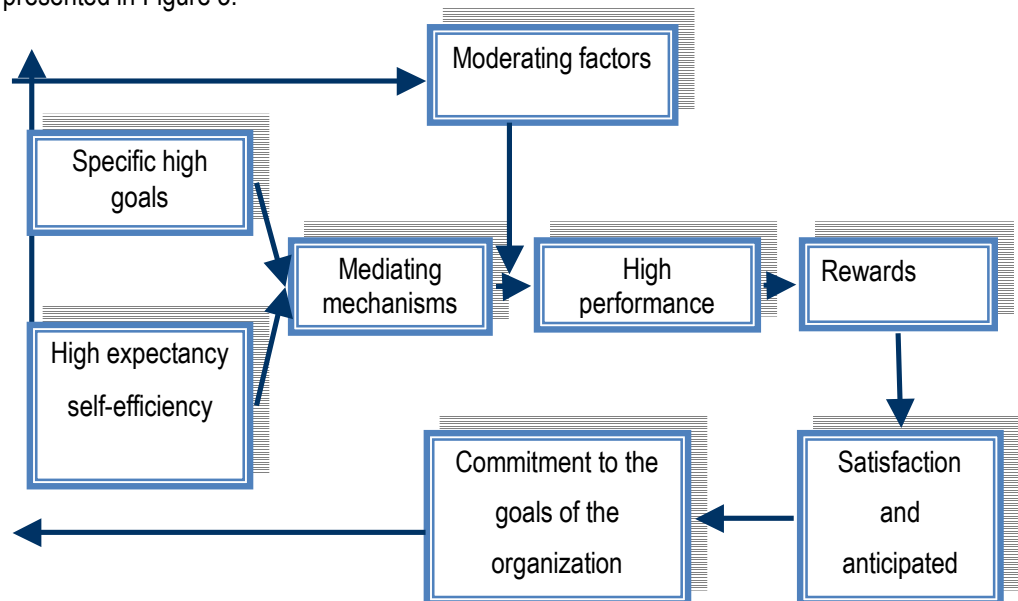 presented in Figure 3.
Moderating factors
Specific high
goals
Mediating
mechanisms
High
performance
Rewards
High expectancy
self-efficiency
Commitment to the
goals of the
organization
Satisfaction
and
anticipated